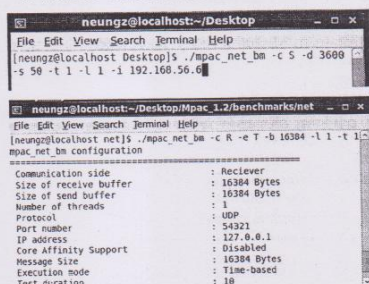 neungz@localhost:~/Desktop
File Edit View Search Terminal Help
[neungz@localhost Desktop]$ ./mpac_net_bm -c S -d 3600
-s 50 -t 1 -l 1 -i 192.168.56.6
neungz@localhost:~/Desktop/Mpac_1.2/benchmarks/net
File Edit View Search Terminal Help
[neungz@localhost net]$ ./mpac_net_bm -c R -e T -b 16384 -l 1 -t 1
mpac_net_bm configuration
================================================
Communication side : Reciever
Size of receive buffer : 16384 Bytes
Size of send buffer : 16384 Bytes
Number of threads : 1
Protocol : UDP
Port number : 54321
IP address : 127.0.0.1
Core Affinity Support : Disabled
Message Size : 16384 Bytes
Execution mode : Time-based
Test duration : 10